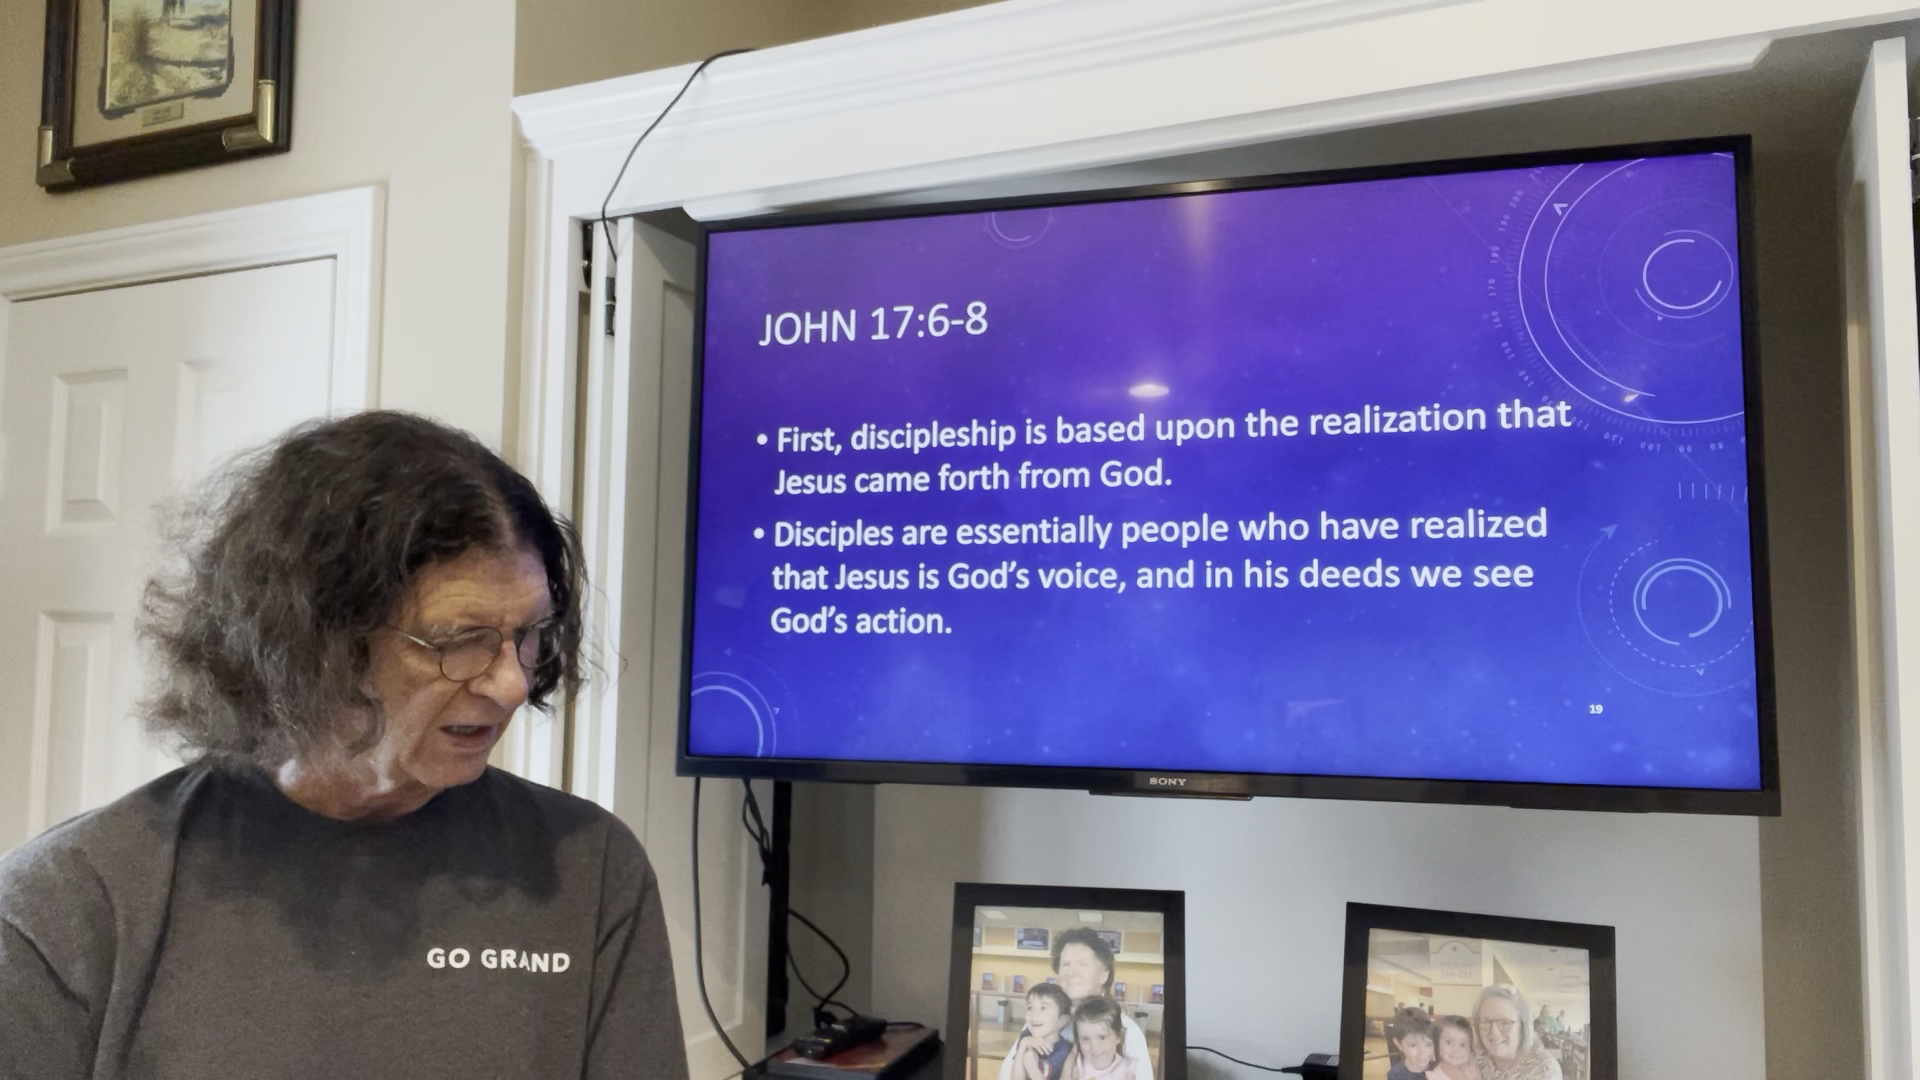 JOHN 17:6-8
• First, discipleship is based upon the realization that
Jesus came forth from God.
• Disciples are essentially people who have realized
that Jesus is God's voice, and in his deeds we see
God's action.
19
SONY
GO GRAND